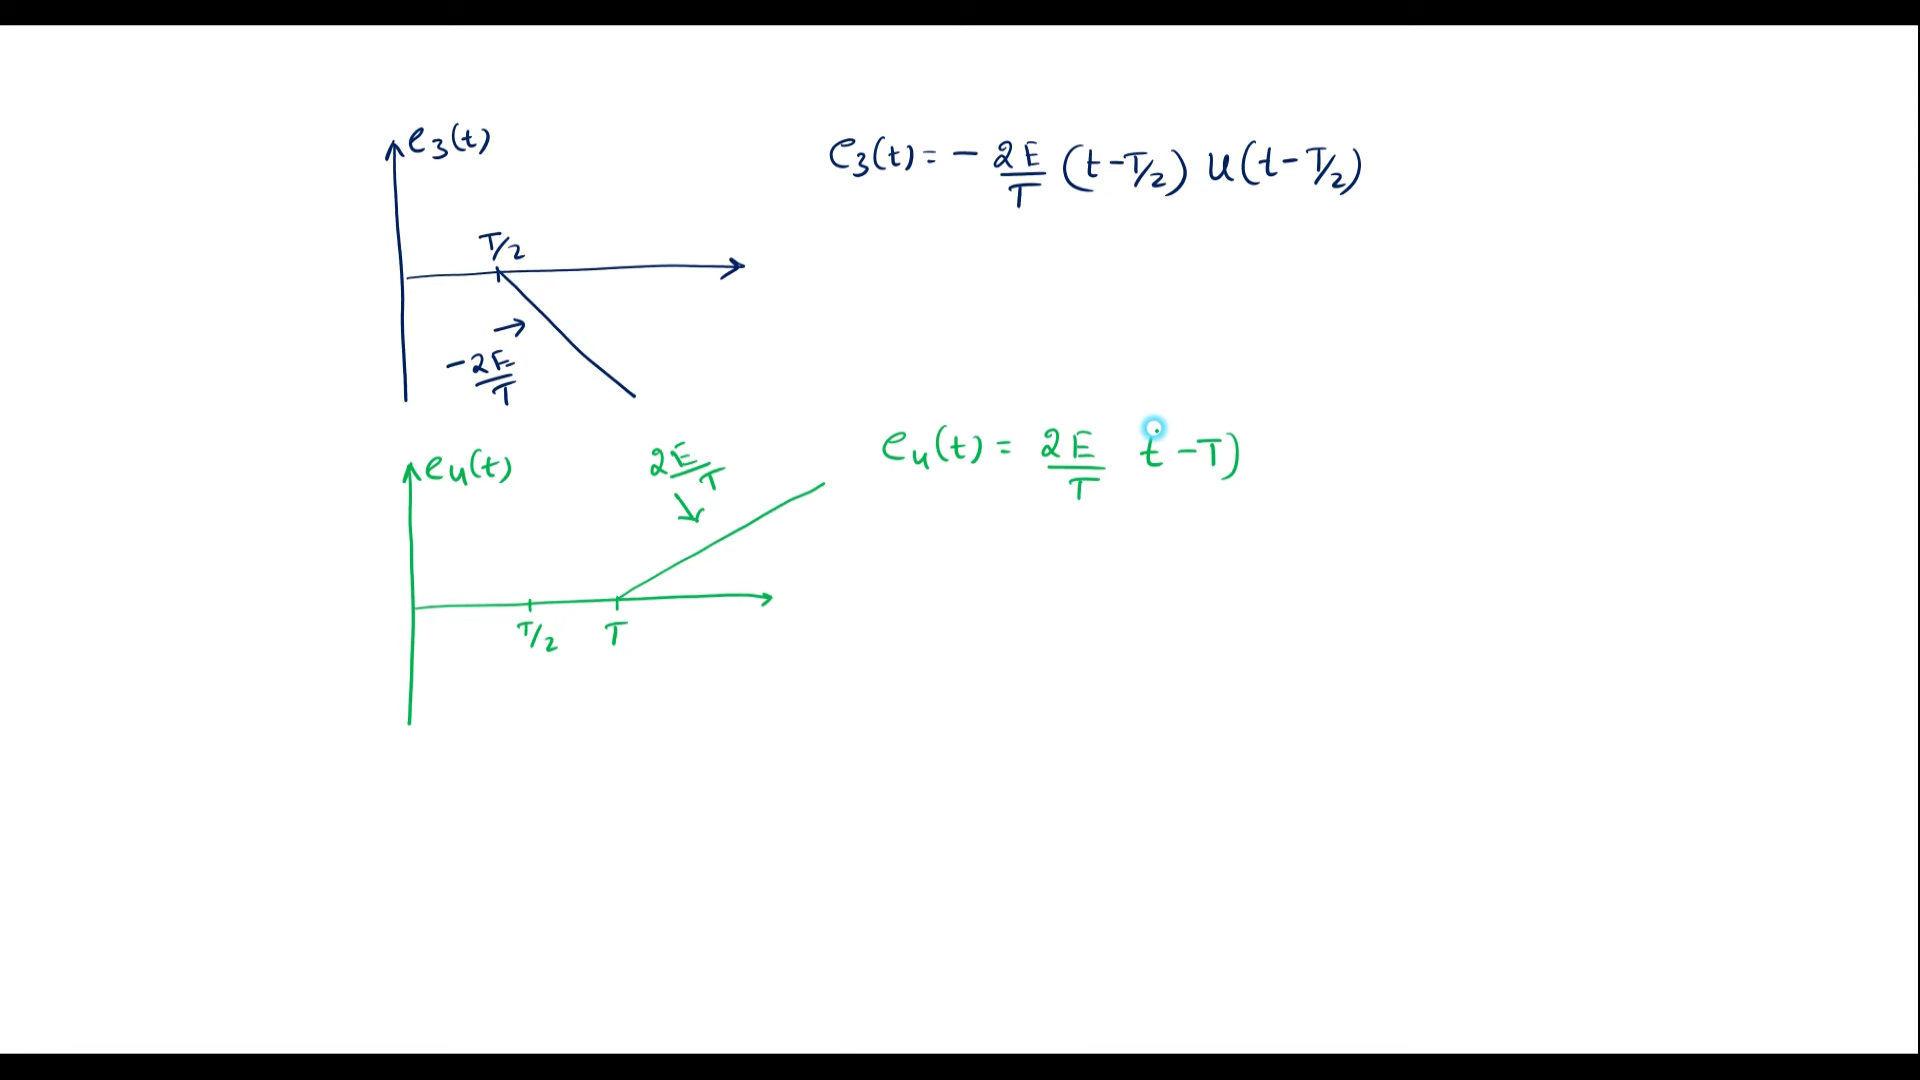 e₃(t)
e₃(t) = - 2E/T (t-T/2) u(t-T/2)
T/2
-2E/T
e₄(t)
2E/T
e₄(t) = 2E/T t-T)
T/2 T